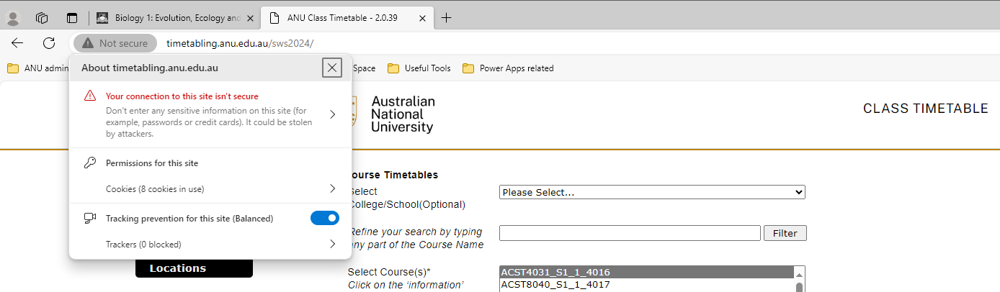 Biology 1: Evolution, Ecology and
ANU Class Timetable - 2.0.39
Not secure
timetabling.anu.edu.au/sws2024/
ANU admin
Space
Useful Tools
Power Apps related
About timetabling.anu.edu.au
Your connection to this site isn't secure
Don't enter any sensitive information on this site (for
example, passwords or credit cards). It could be stolen
by attackers.
Permissions for this site
Cookies (8 cookies in use)
Tracking prevention for this site (Balanced)
Trackers (0 blocked)
Australian
National
University
CLASS TIMETABLE
ourse Timetables
Select
College/School(Optional)
Please Select...
Refine your search by typing
any part of the Course Name
Filter
Locations
Select Course(s)*
Click on the ‘information’
ACST4031_S1_1_4016
ACST8040_S1_1_4017